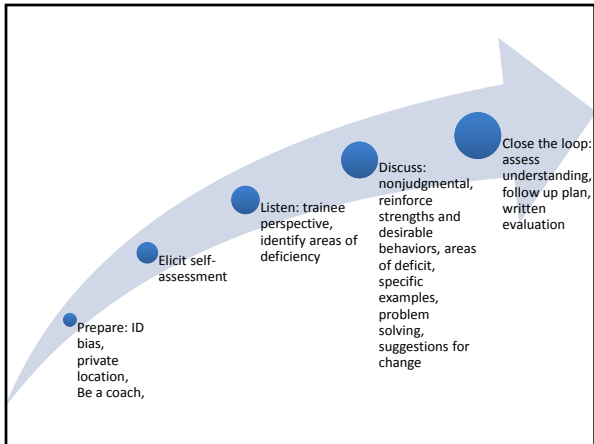 Prepare: ID
bias,
private
location,
Be a coach,
Elicit self-
assessment
Listen: trainee
perspective,
identify areas of
deficiency
Discuss:
nonjudgmental,
reinforce
strengths and
desirable
behaviors, areas
of deficit,
specific
examples,
problem
solving,
suggestions for
change
Close the loop:
assess
understanding,
follow up plan,
written
evaluation